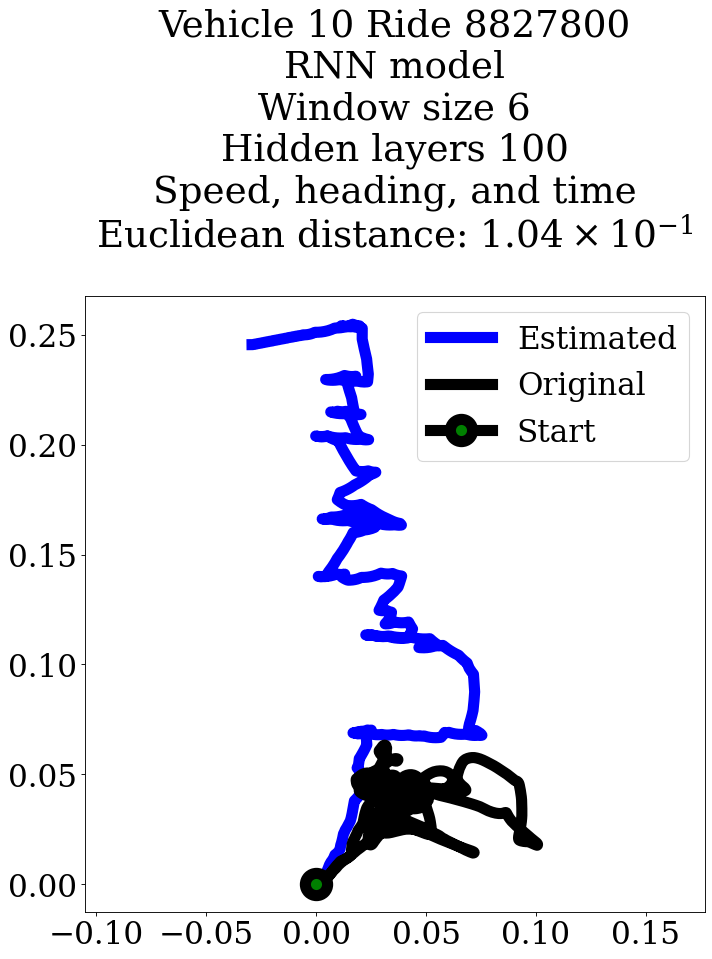 Vehicle 10 Ride 8827800
RNN model
Window size 6
Hidden layers 100
Speed, heading, and time
Euclidean distance: 1.04 × 10⁻¹
Estimated
Original
Start
0.25
0.20
0.15
0.10
0.05
0.00
−0.10 −0.05 0.00 0.05 0.10 0.15